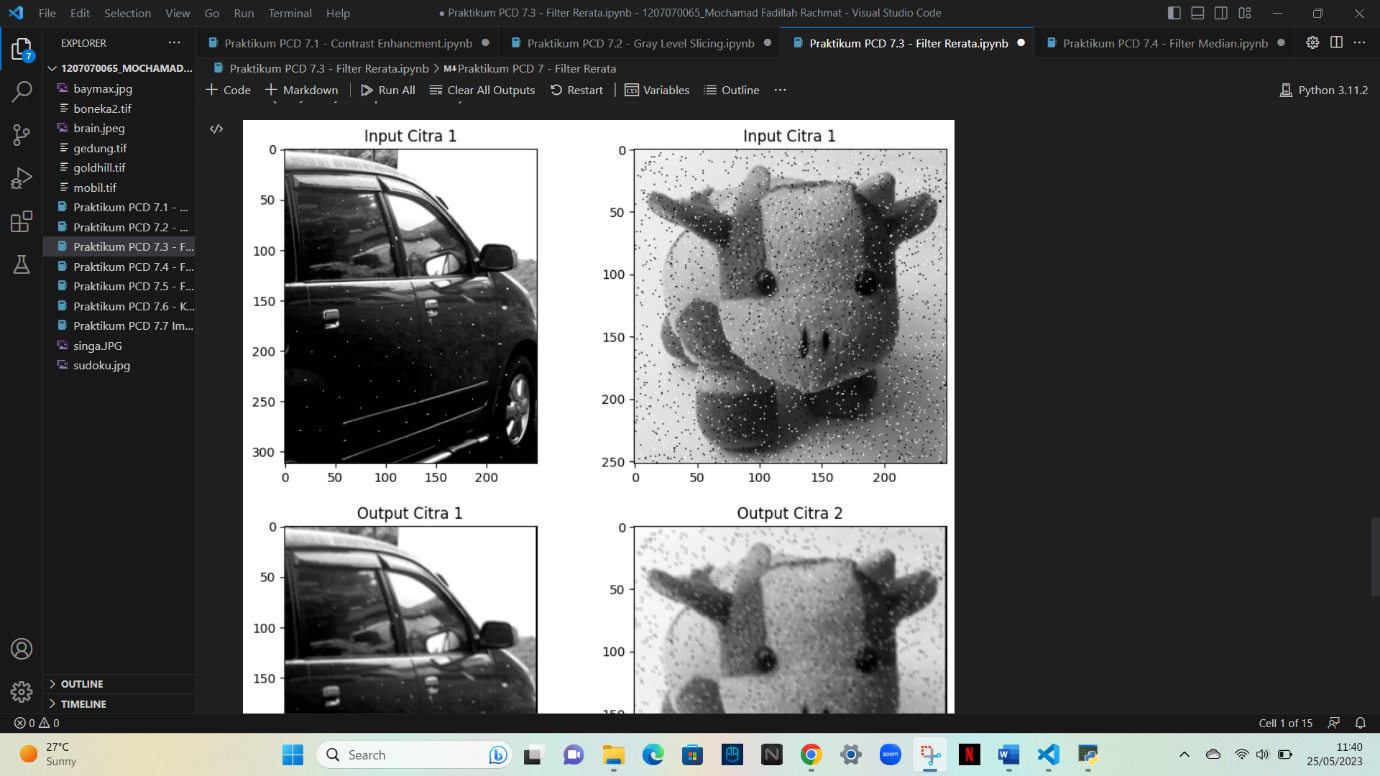 File Edit Selection View Go Run Terminal Help
● Praktikum PCD 7.3 - Filter Rerata.ipynb - 1207070065_Mochamad Fadillah Rachmat - Visual Studio Code
EXPLORER ···
Praktikum PCD 7.1 - Contrast Enhancment.ipynb ●
Praktikum PCD 7.2 - Gray Level Slicing.ipynb ●
Praktikum PCD 7.3 - Filter Rerata.ipynb ●
Praktikum PCD 7.4 - Filter Median.ipynb ●
7
1207070065_MOCHAMAD...
baymax.jpg
boneka2.tif
brain.jpeg
gedung.tif
goldhill.tif
mobil.tif
Praktikum PCD 7.1 - ...
Praktikum PCD 7.2 - ...
Praktikum PCD 7.3 - F...
Praktikum PCD 7.4 - F...
Praktikum PCD 7.5 - F...
Praktikum PCD 7.6 - K...
Praktikum PCD 7.7 Im...
singa.JPG
sudoku.jpg
OUTLINE
TIMELINE
Praktikum PCD 7.3 - Filter Rerata.ipynb > M↓Praktikum PCD 7 - Filter Rerata
+ Code + Markdown Run All Clear All Outputs Restart Variables Outline ··· Python 3.11.2
Input Citra 1
0
50
100
150
200
250
300
0 50 100 150 200
Input Citra 1
0
50
100
150
200
250
0 50 100 150 200
Output Citra 1
0
50
100
150
Output Citra 2
0
50
100
0 0 Cell 1 of 15
27°C
Sunny
Search
zoom
N
W
11:40
25/05/2023